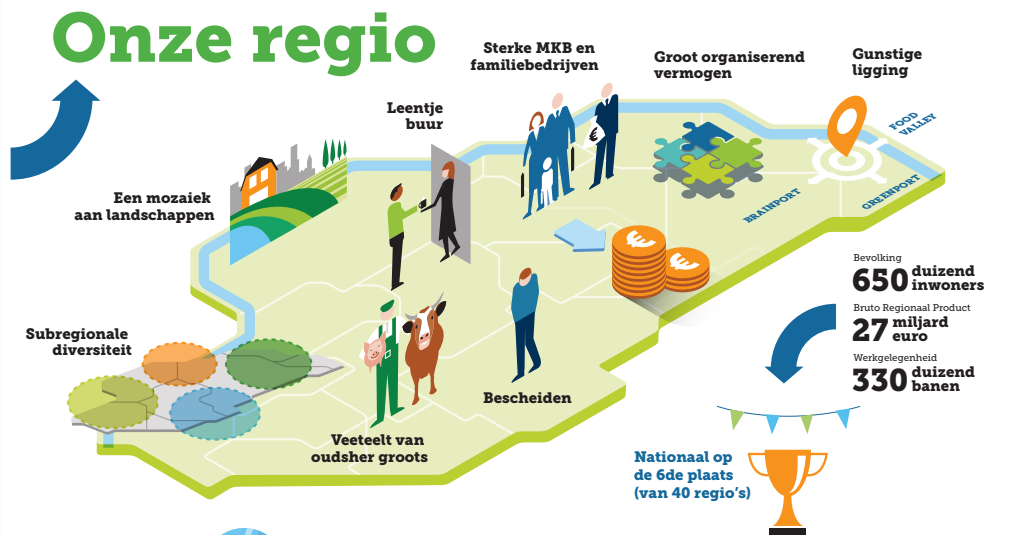 Onze regio
Sterke MKB en
familiebedrijven
Groot organiserend
vermogen
Gunstige
ligging
Leentje
buur
FOOD
VALLEY
Een mozaiek
aan landschappen
€
BRAINPORT
GREENPORT
€
€
Bevolking
650 duizend
inwoners
Bruto Regionaal Product
27 miljard
euro
Werkgelegenheid
330 duizend
banen
Subregionale
diversiteit
Bescheiden
Veeteelt van
oudsher groots
Nationaal op
de 6de plaats
(van 40 regio's)